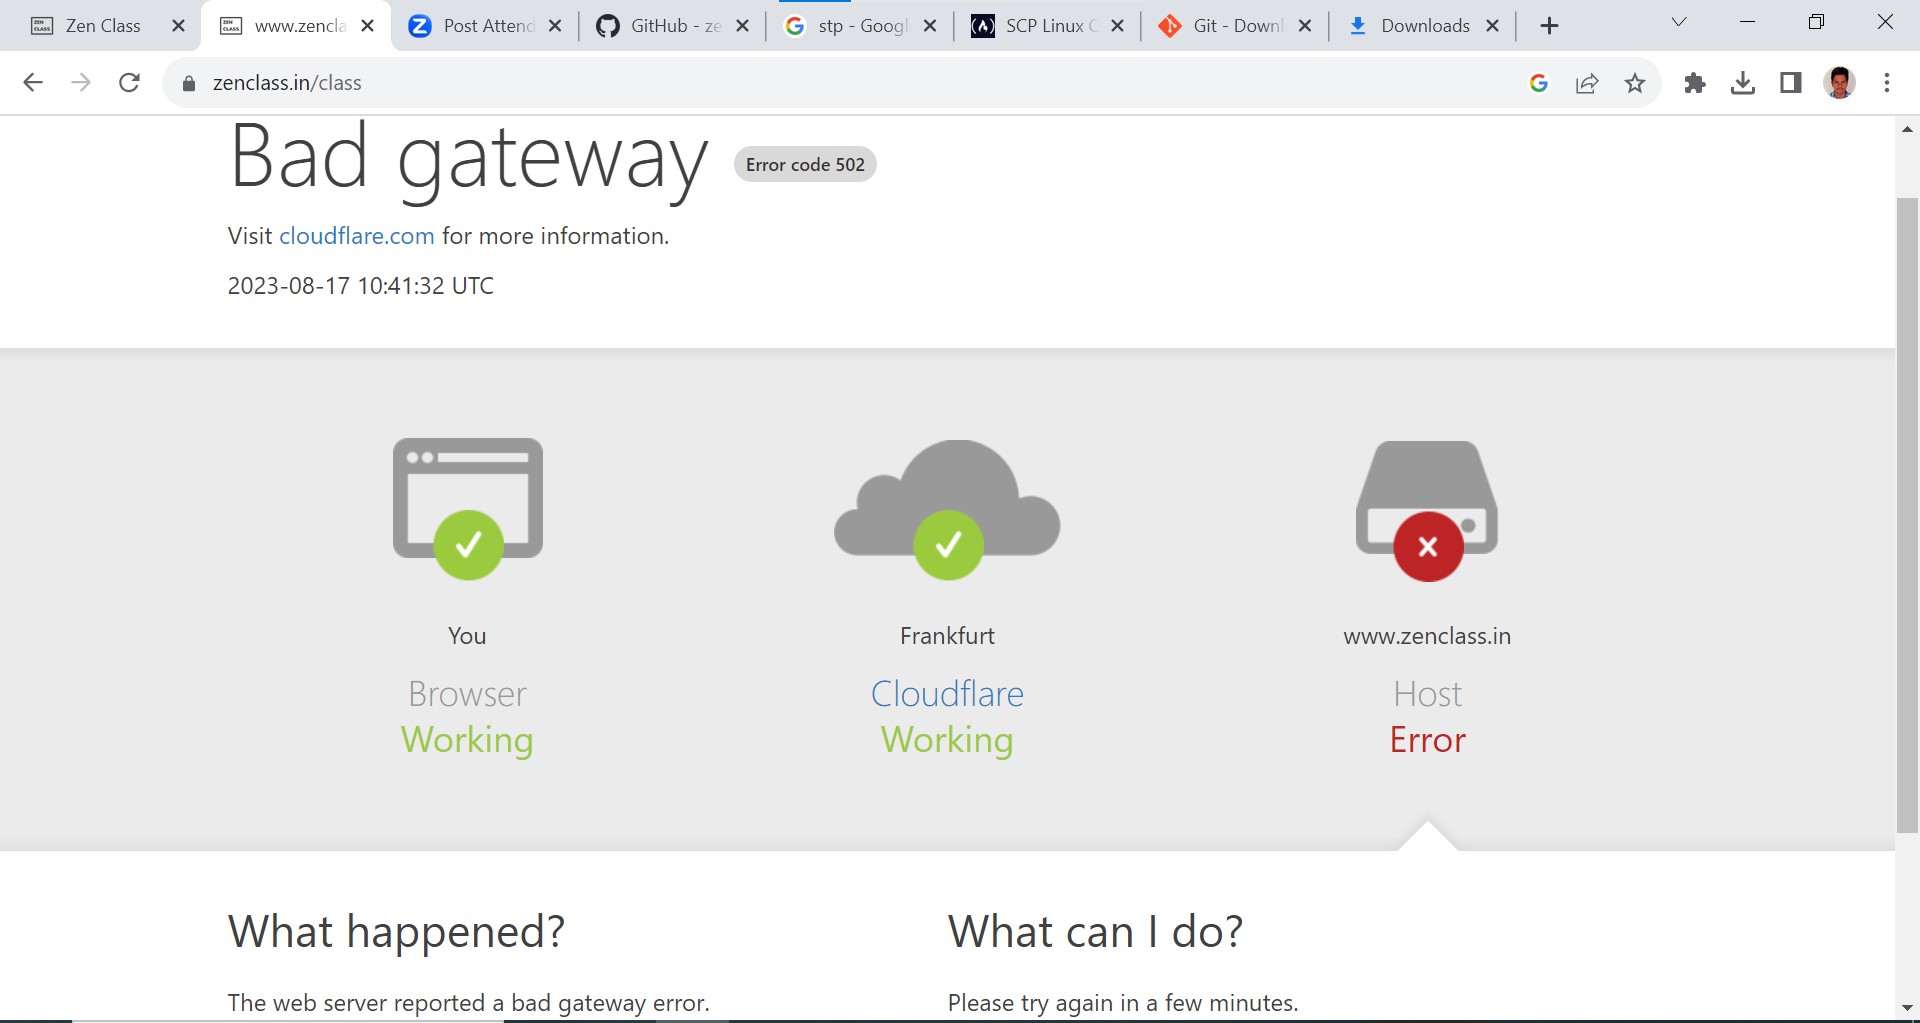 Zen Class
www.zencla
Post Attend
GitHub - ze
stp - Googl
SCP Linux C
Git - Downl
Downloads
zenclass.in/class
Bad gateway Error code 502
Visit cloudflare.com for more information.
2023-08-17 10:41:32 UTC
You
Browser
Working
Frankfurt
Cloudflare
Working
www.zenclass.in
Host
Error
What happened?
The web server reported a bad gateway error.
What can I do?
Please try again in a few minutes.